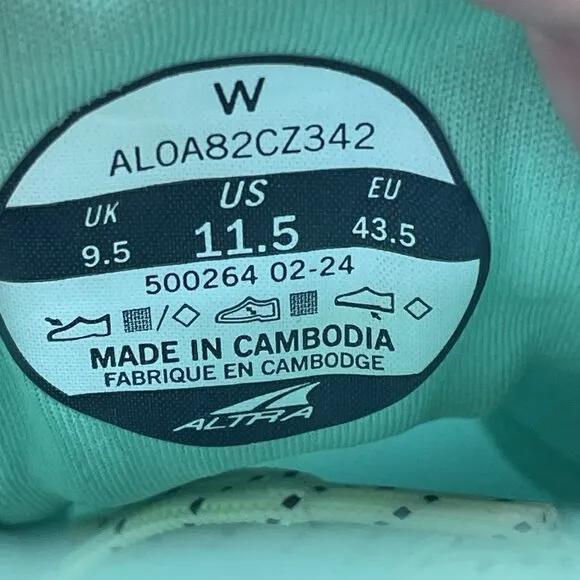 W
AL0A82CZ342
UK US EU
9.5 11.5 43.5
500264 02-24
MADE IN CAMBODIA
FABRIQUE EN CAMBODGE
ALTRA